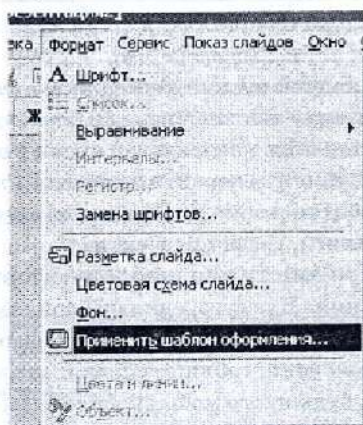 Формат Сервис Показ слайдов Окно
Шрифт...
Список...
Ж
Выравнивание
Интервалы...
Регистр...
Замена шрифтов...
Разметка слайда...
Цветовая схема слайда...
Фон...
Применить шаблон оформления...
Цвета и линии...
Объект...